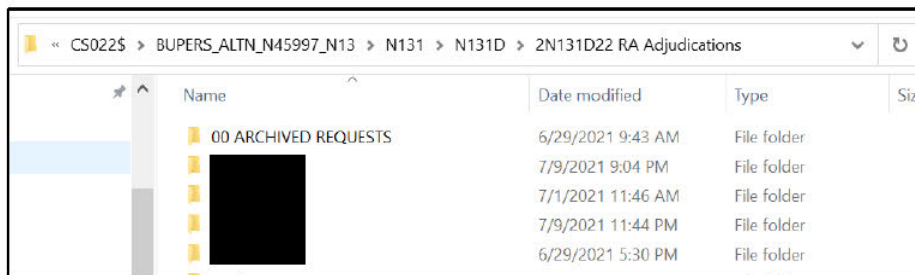 « CS022$ > BUPERS_ALTN_N45997_N13 > N131 > N131D > 2N131D22 RA Adjudications
Name Date modified Type Siz
00 ARCHIVED REQUESTS 6/29/2021 9:43 AM File folder
7/9/2021 9:04 PM File folder
7/1/2021 11:46 AM File folder
7/9/2021 11:44 PM File folder
6/29/2021 5:30 PM File folder